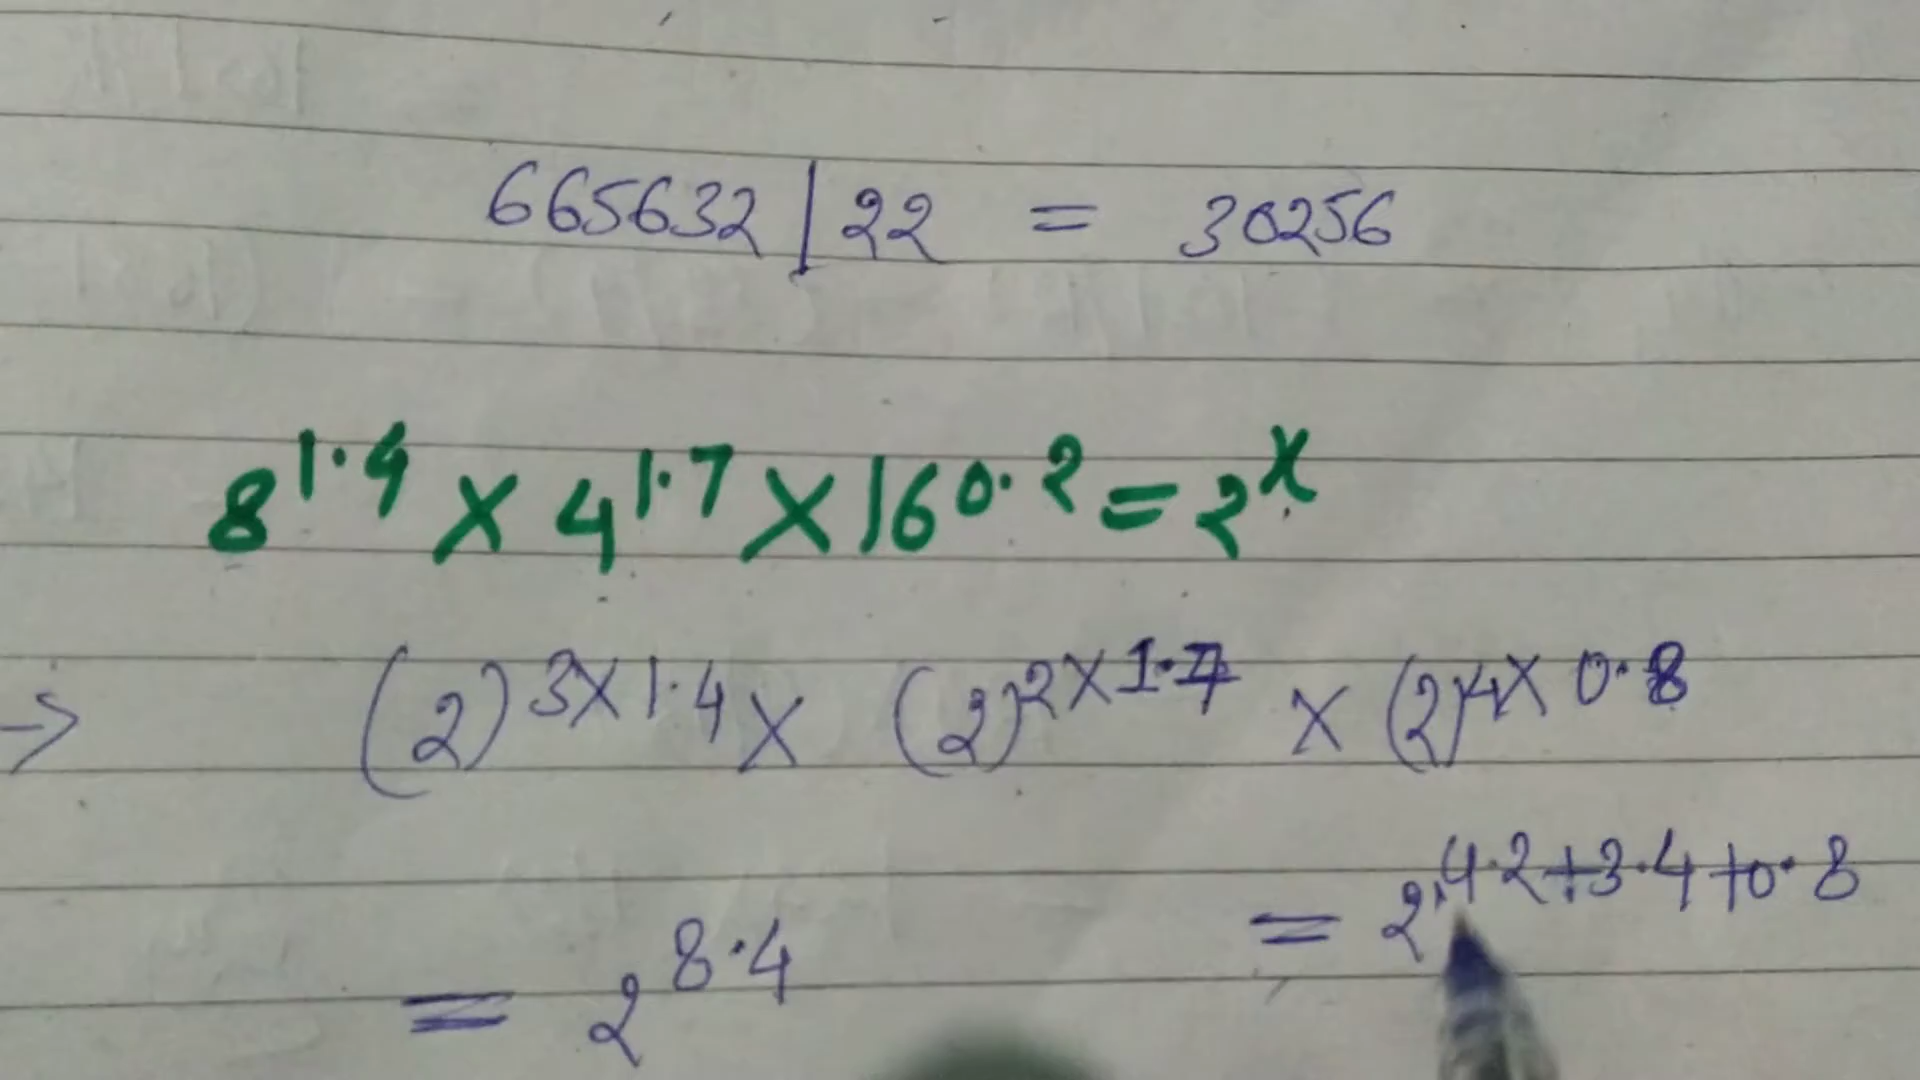 665632 | 22 = 30256
8^1.4 × 4^1.7 × 16^0.2 = 2^x
→ (2)^3×1.4 × (2)^2×1.7 × (2)^4×0.8
= 2^4.2+3.4+0.8
= 2^8.4